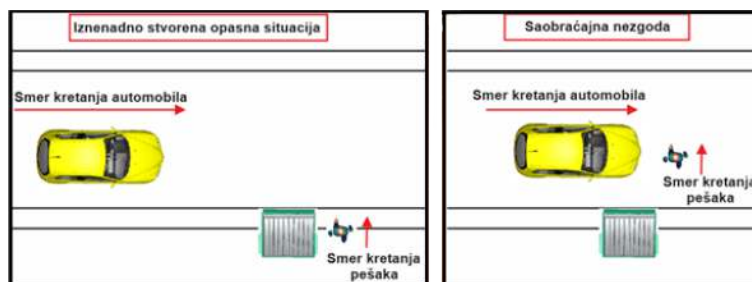 Iznenadno stvorena opasna situacija
Smer kretanja automobila
Smer kretanja
pešaka
Saobraćajna nezgoda
Smer kretanja automobila
Smer kretanja
pešaka